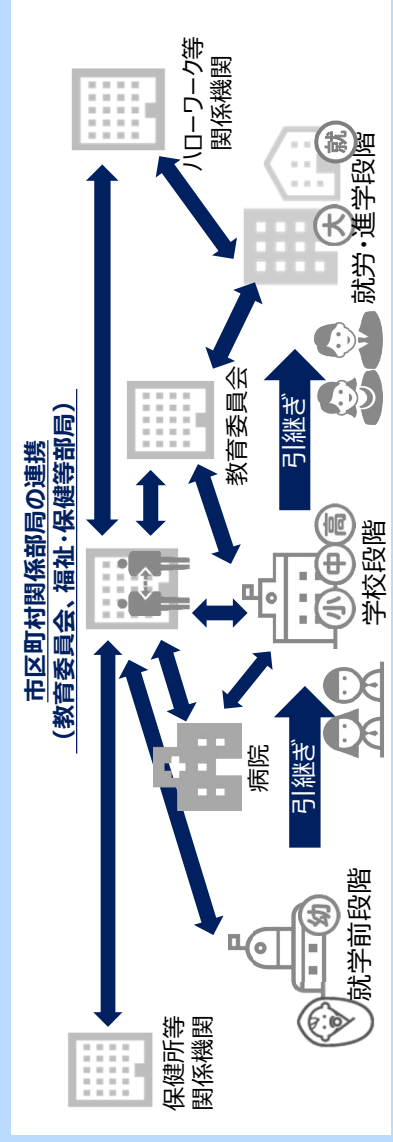 市区町村関係部局の連携
（教育委員会、福祉・保健等部局）
保健所等
関係機関
病院
教育委員会
ハローワーク等
関係機関
幼
就学前段階
引継ぎ
小
中
高
学校段階
引継ぎ
大
就
就労・進学段階